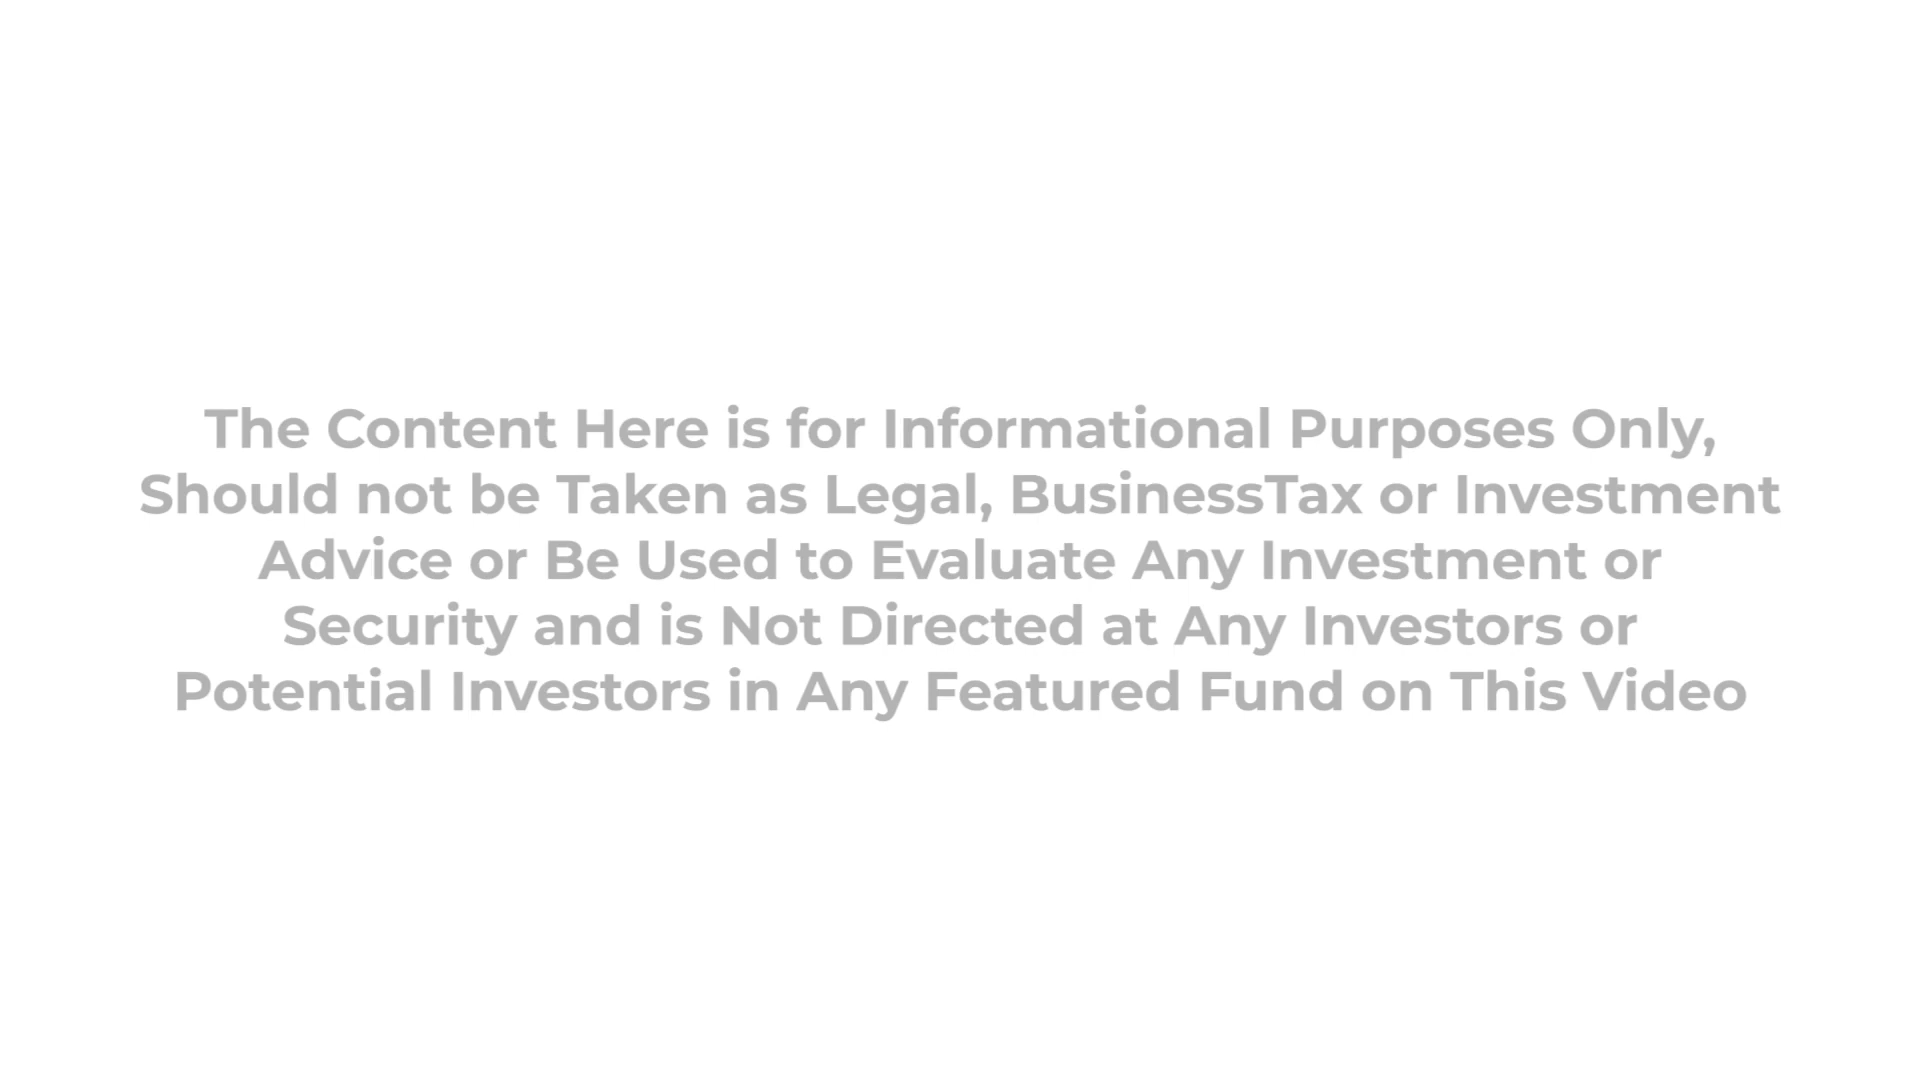 The Content Here is for Informational Purposes Only,
Should not be Taken as Legal, BusinessTax or Investment
Advice or Be Used to Evaluate Any Investment or
Security and is Not Directed at Any Investors or
Potential Investors in Any Featured Fund on This Video